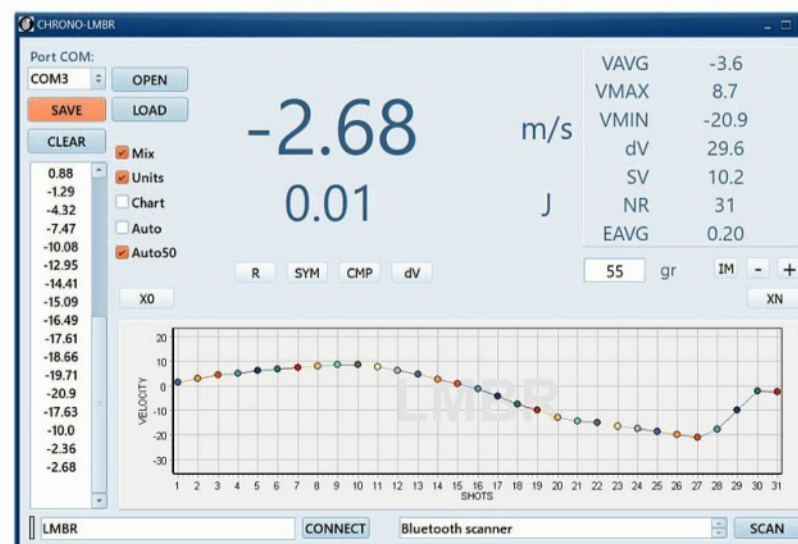 CHRONO-LMBR
Port COM:
COM3
OPEN
SAVE
LOAD
CLEAR
0.88
-1.29
-4.32
-7.47
-10.08
-12.95
-14.41
-15.09
-16.49
-17.61
-18.66
-19.71
-20.9
-17.63
-10.0
-2.36
-2.68
Mix
Units
Chart
Auto
Auto50
X0
-2.68 m/s
0.01 J
R SYM CMP dV
VAVG -3.6
VMAX 8.7
VMIN -20.9
dV 29.6
SV 10.2
NR 31
EAVG 0.20
55 gr IM - +
XN
VELOCITY
20
10
0
-10
-20
-30
LMBR
1 2 3 4 5 6 7 8 9 10 11 12 13 14 15 16 17 18 19 20 21 22 23 24 25 26 27 28 29 30 31
SHOTS
LMBR CONNECT Bluetooth scanner SCAN